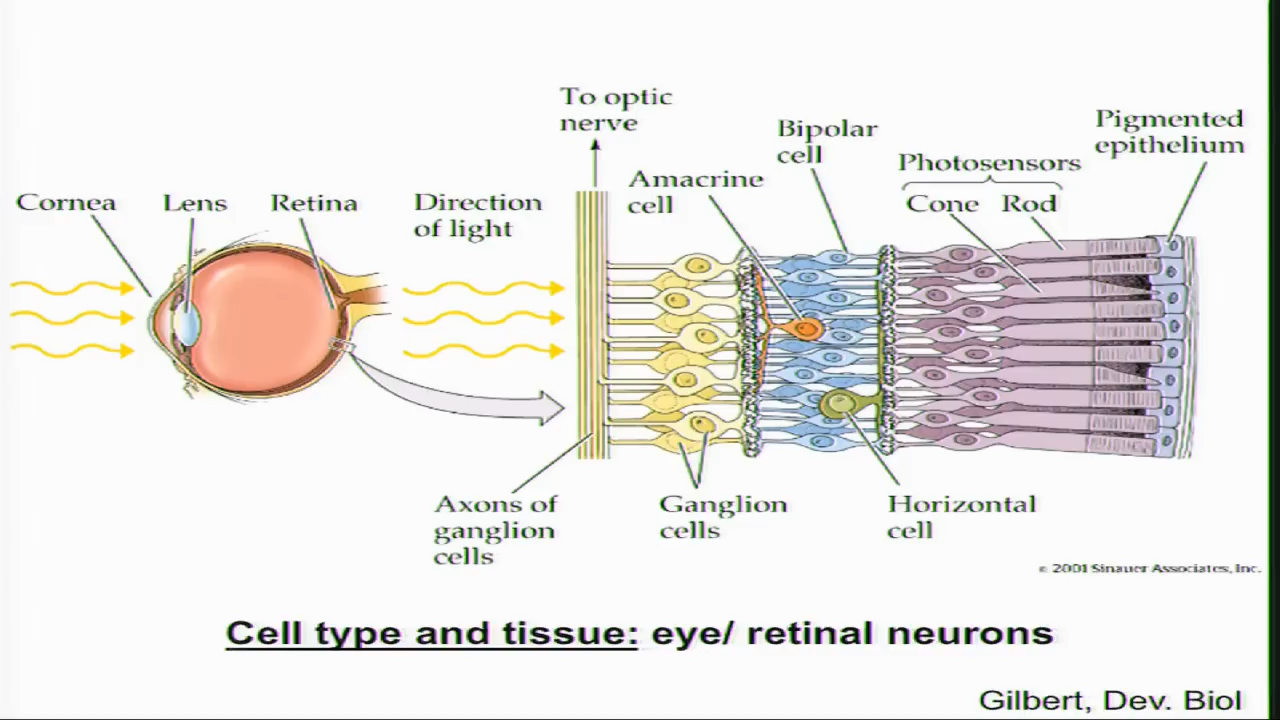 To optic
nerve
Bipolar
cell
Pigmented
epithelium
Photosensors
Amacrine
cell
Cone Rod
Cornea
Lens
Retina
Direction
of light
Axons of
ganglion
cells
Ganglion
cells
Horizontal
cell
© 2001 Sinauer Associates, Inc.
Cell type and tissue: eye/ retinal neurons
Gilbert, Dev. Biol